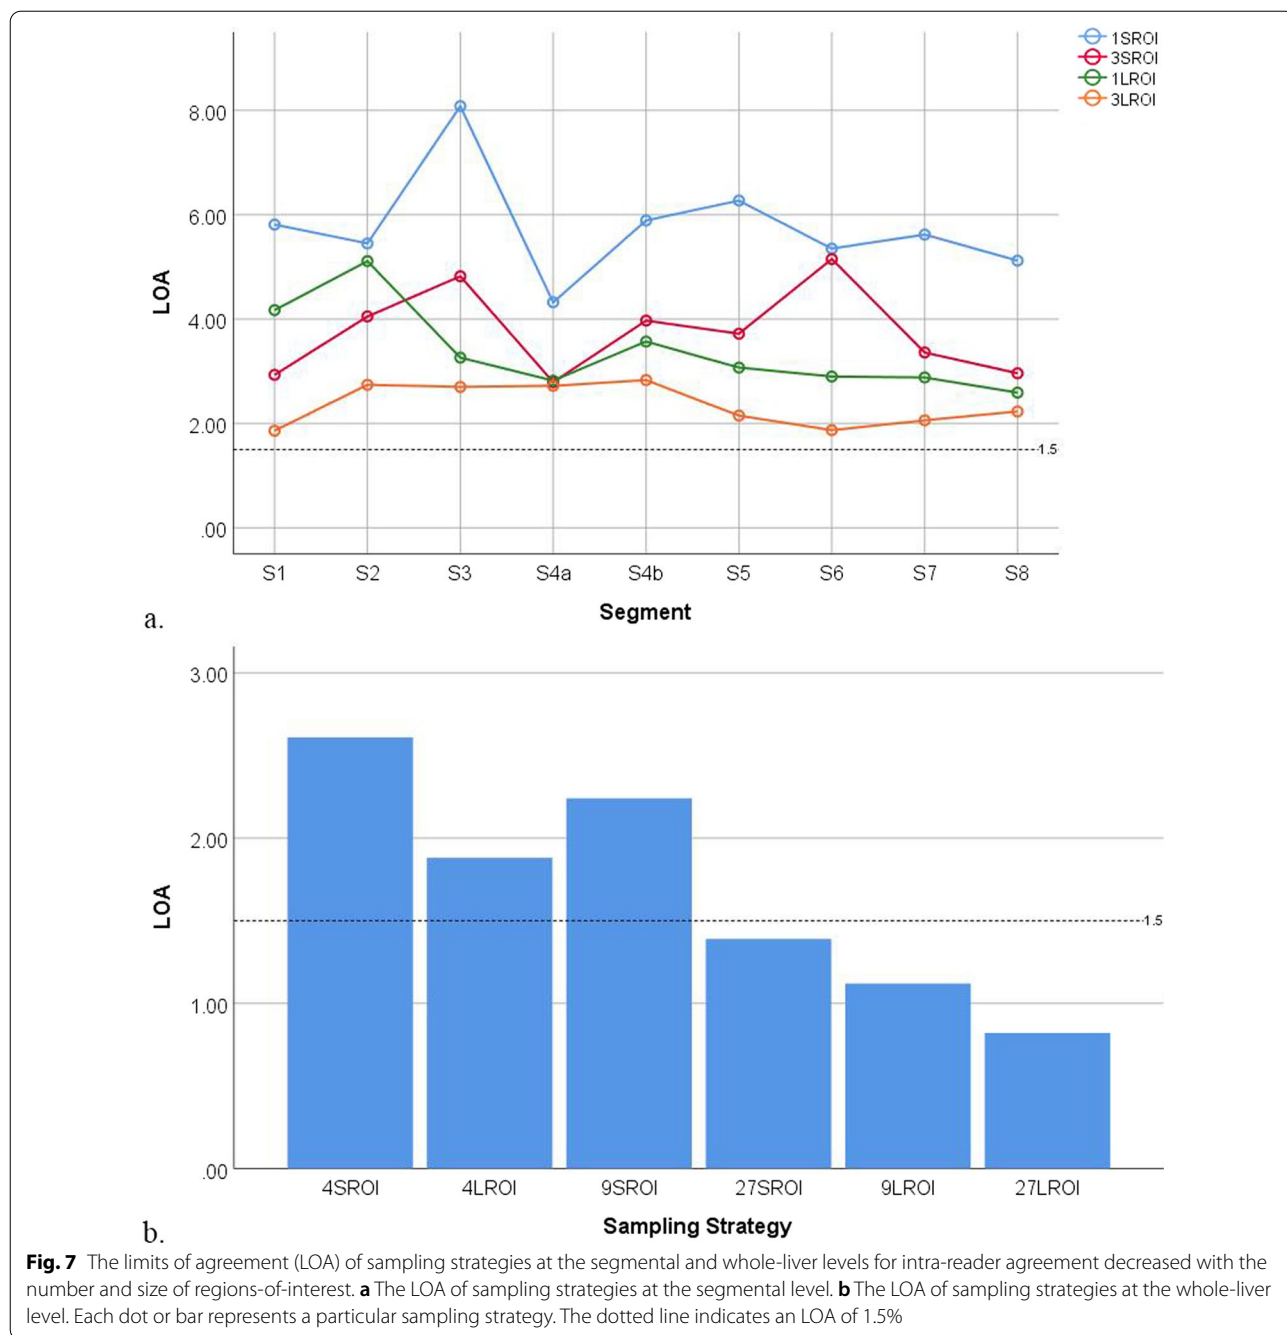 1SROI
3SROI
1LROI
3LROI
8.00
6.00
4.00
2.00
.00
LOA
1.5
S1 S2 S3 S4a S4b S5 S6 S7 S8
Segment
a.
3.00
2.00
1.00
.00
LOA
1.5
4SROI 4LROI 9SROI 27SROI 9LROI 27LROI
Sampling Strategy
b.
Fig. 7 The limits of agreement (LOA) of sampling strategies at the segmental and whole-liver levels for intra-reader agreement decreased with the
number and size of regions-of-interest. a The LOA of sampling strategies at the segmental level. b The LOA of sampling strategies at the whole-liver
level. Each dot or bar represents a particular sampling strategy. The dotted line indicates an LOA of 1.5%